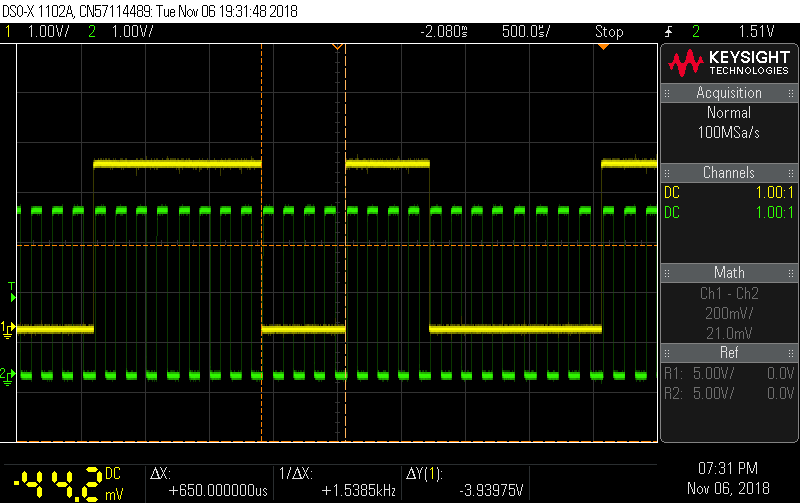 DSO-X 1102A, CN57114489: Tue Nov 06 19:31:48 2018
1 1.00V/ 2 1.00V/ -2.080ms 500.0us/ Stop 2 1.51V
KEYSIGHT
TECHNOLOGIES
Acquisition
Normal
100MSa/s
Channels
DC 1.00:1
DC 1.00:1
Math
Ch1 - Ch2
200mV/
21.0mV
Ref
R1: 5.00V/ 0.0V
R2: 5.00V/ 0.0V
T
1
2
-44.2 DC mV
ΔX:
+650.000000us
1/ΔX:
+1.5385kHz
ΔY(1):
-3.93975V
07:31 PM
Nov 06, 2018